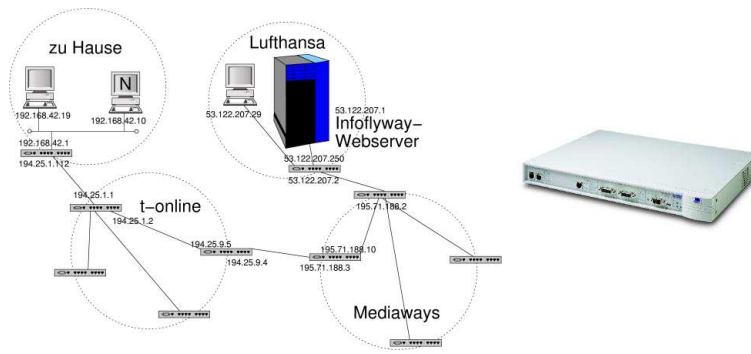 zu Hause
N
192.168.42.19
192.168.42.10
192.168.42.1
194.25.1.112
Lufthansa
53.122.207.29
53.122.207.1
Infoflyway-
Webserver
53.122.207.250
53.122.207.2
194.25.1.1
t-online
194.25.1.2
194.25.9.5
194.25.9.4
195.71.188.2
195.71.188.10
195.71.188.3
Mediaways